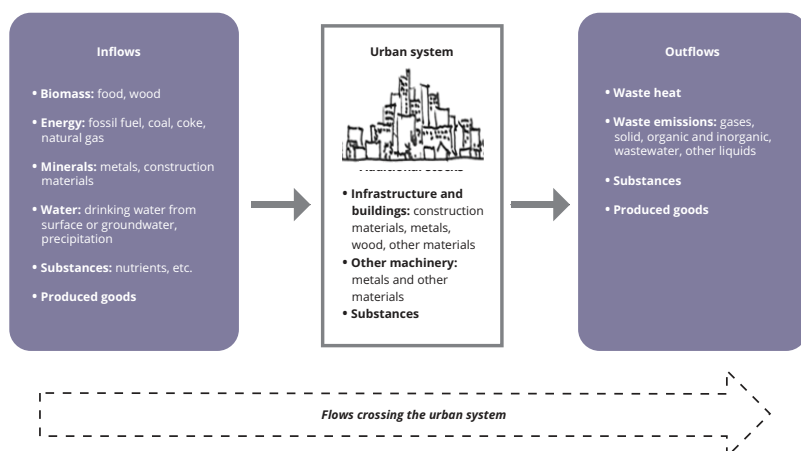 Inflows
• Biomass: food, wood
• Energy: fossil fuel, coal, coke,
natural gas
• Minerals: metals, construction
materials
• Water: drinking water from
surface or groundwater,
precipitation
• Substances: nutrients, etc.
• Produced goods
Urban system
• Infrastructure and
buildings: construction
materials, metals,
wood, other materials
• Other machinery:
metals and other
materials
• Substances
Outflows
• Waste heat
• Waste emissions: gases,
solid, organic and inorganic,
wastewater, other liquids
• Substances
• Produced goods
Flows crossing the urban system